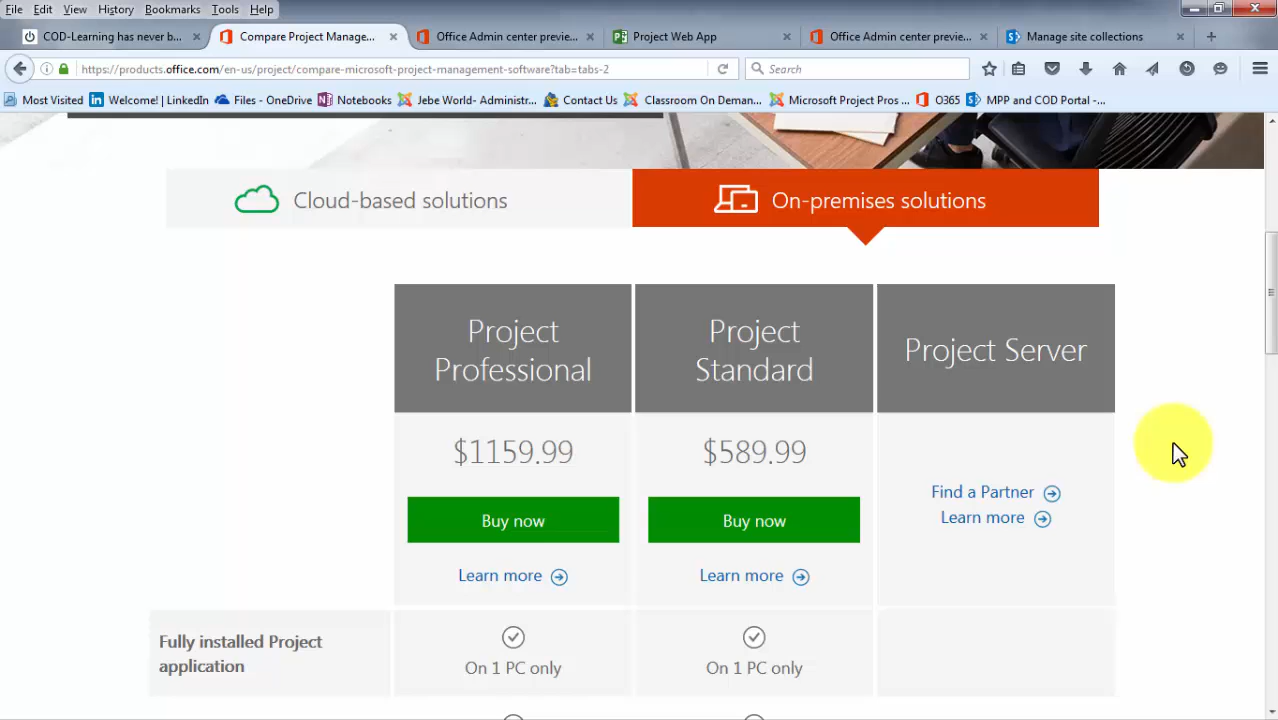 File Edit View History Bookmarks Tools Help
COD-Learning has never b... Compare Project Manage... Office Admin center previe... Project Web App Office Admin center previe... Manage site collections
https://products.office.com/en-us/project/compare-microsoft-project-management-software?tab=tabs-2 Search
Most Visited Welcome! | LinkedIn Files - OneDrive Notebooks Jebe World- Administr... Contact Us Classroom On Deman... Microsoft Project Pros ... O365 MPP and COD Portal -...
Cloud-based solutions On-premises solutions
Project Professional Project Standard Project Server
$1159.99 $589.99
Find a Partner
Buy now Buy now Learn more
Learn more Learn more
Fully installed Project
application
On 1 PC only On 1 PC only